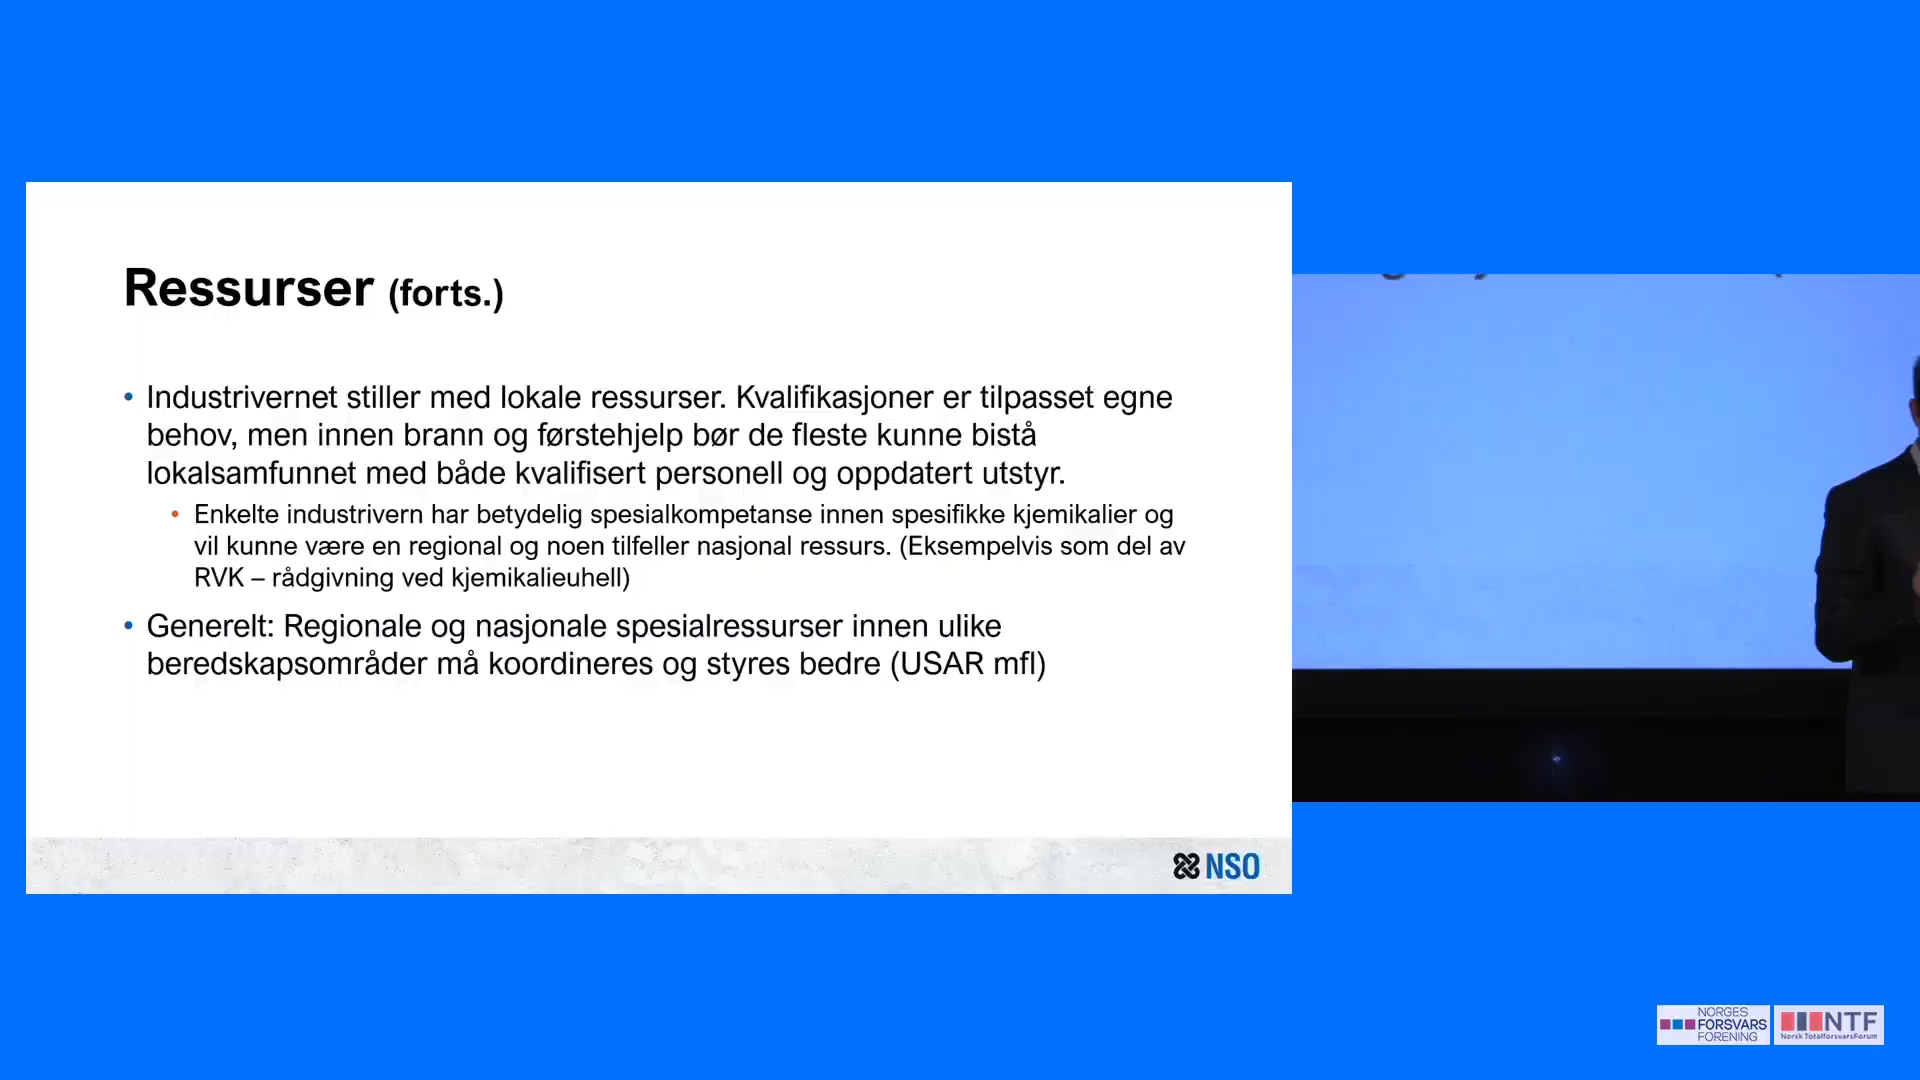 Ressurser (forts.)
• Industrivernet stiller med lokale ressurser. Kvalifikasjoner er tilpasset egne
behov, men innen brann og førstehjelp bør de fleste kunne bistå
lokalsamfunnet med både kvalifisert personell og oppdatert utstyr.
• Enkelte industrivern har betydelig spesialkompetanse innen spesifikke kjemikalier og
vil kunne være en regional og noen tilfeller nasjonal ressurs. (Eksempelvis som del av
RVK – rådgivning ved kjemikalieuhell)
• Generelt: Regionale og nasjonale spesialressurser innen ulike
beredskapsområder må koordineres og styres bedre (USAR mfl)
NSO
NORGES
FORSVARS
FORENING
NTF
Norsk TotalforsvarsForum